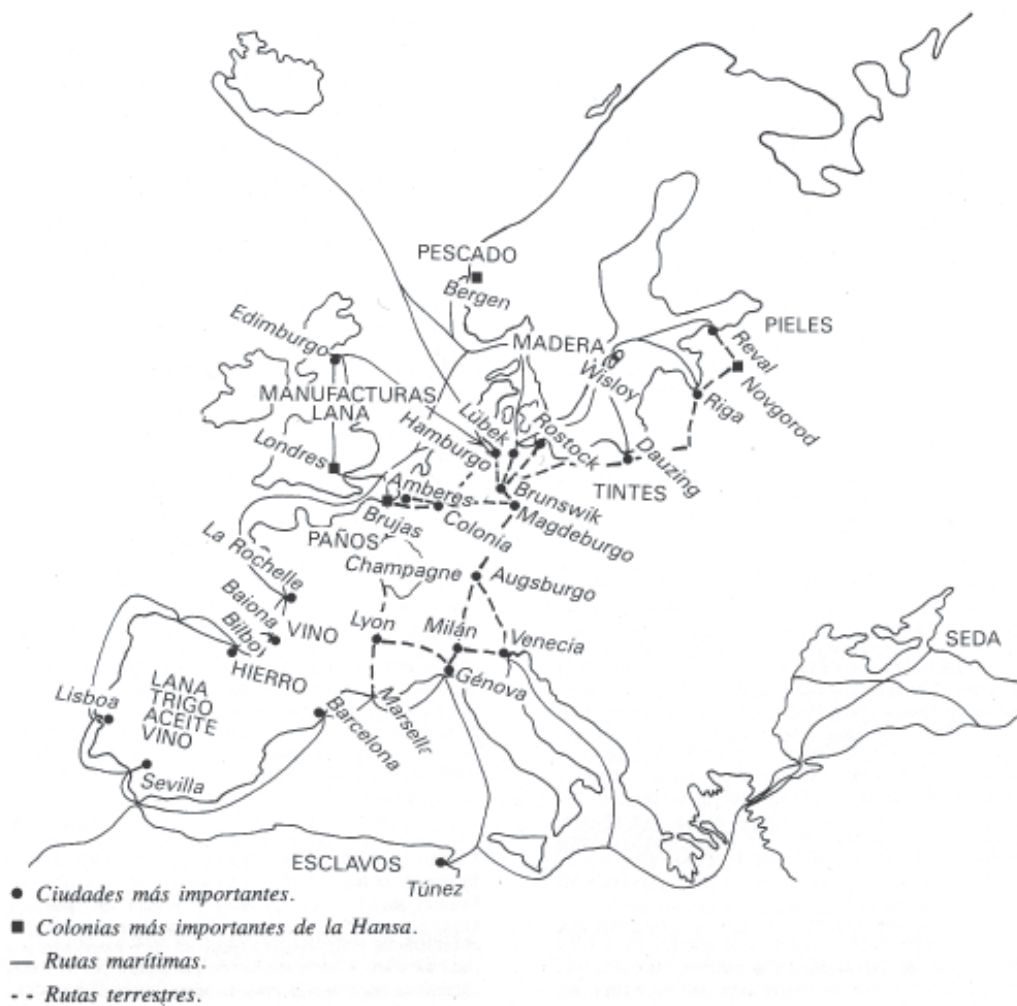 PESCADO
Bergen
Edimburgo
MADERA
PIELES
Reval
Wisloy
Novgorod
Riga
MANUFACTURAS
LANA
Lübek
Rostock
Hamburgo
Londres
Dauzing
TINTES
Brunswik
Amberes
Magdeburgo
Brujas
Colonia
PAÑOS
La Rochelle
Champagne
Augsburgo
Baiona
Bilbo
VINO
Lyon
Milán
Venecia
SEDA
HIERRO
Génova
LANA
TRIGO
ACEITE
VINO
Lisboa
Marsella
Barcelona
Sevilla
ESCLAVOS
Túnez
Ciudades más importantes.
Colonias más importantes de la Hansa.
Rutas marítimas.
Rutas terrestres.